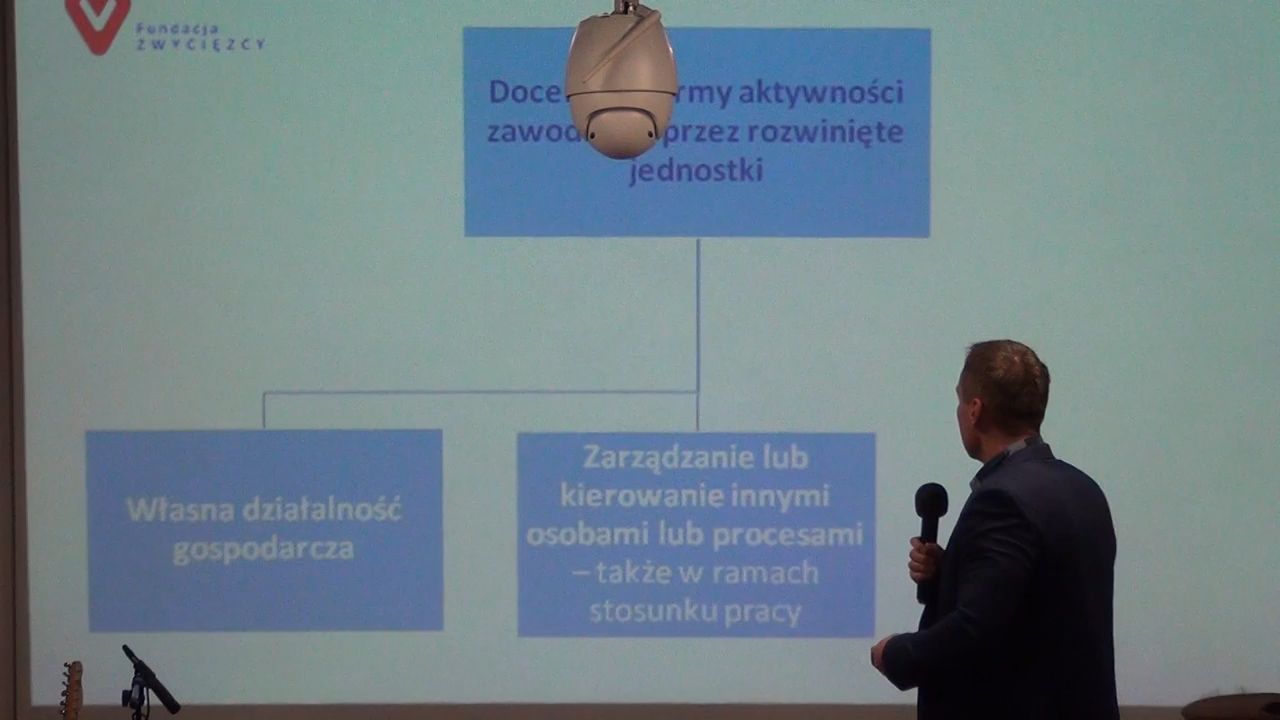 Fundacja
ZWYCIĘZCY
Doce rmy aktywności
zawod przez rozwinięte
jednostki
Własna działalność
gospodarcza
Zarządzanie lub
kierowanie innymi
osobami lub procesami
– także w ramach
stosunku pracy